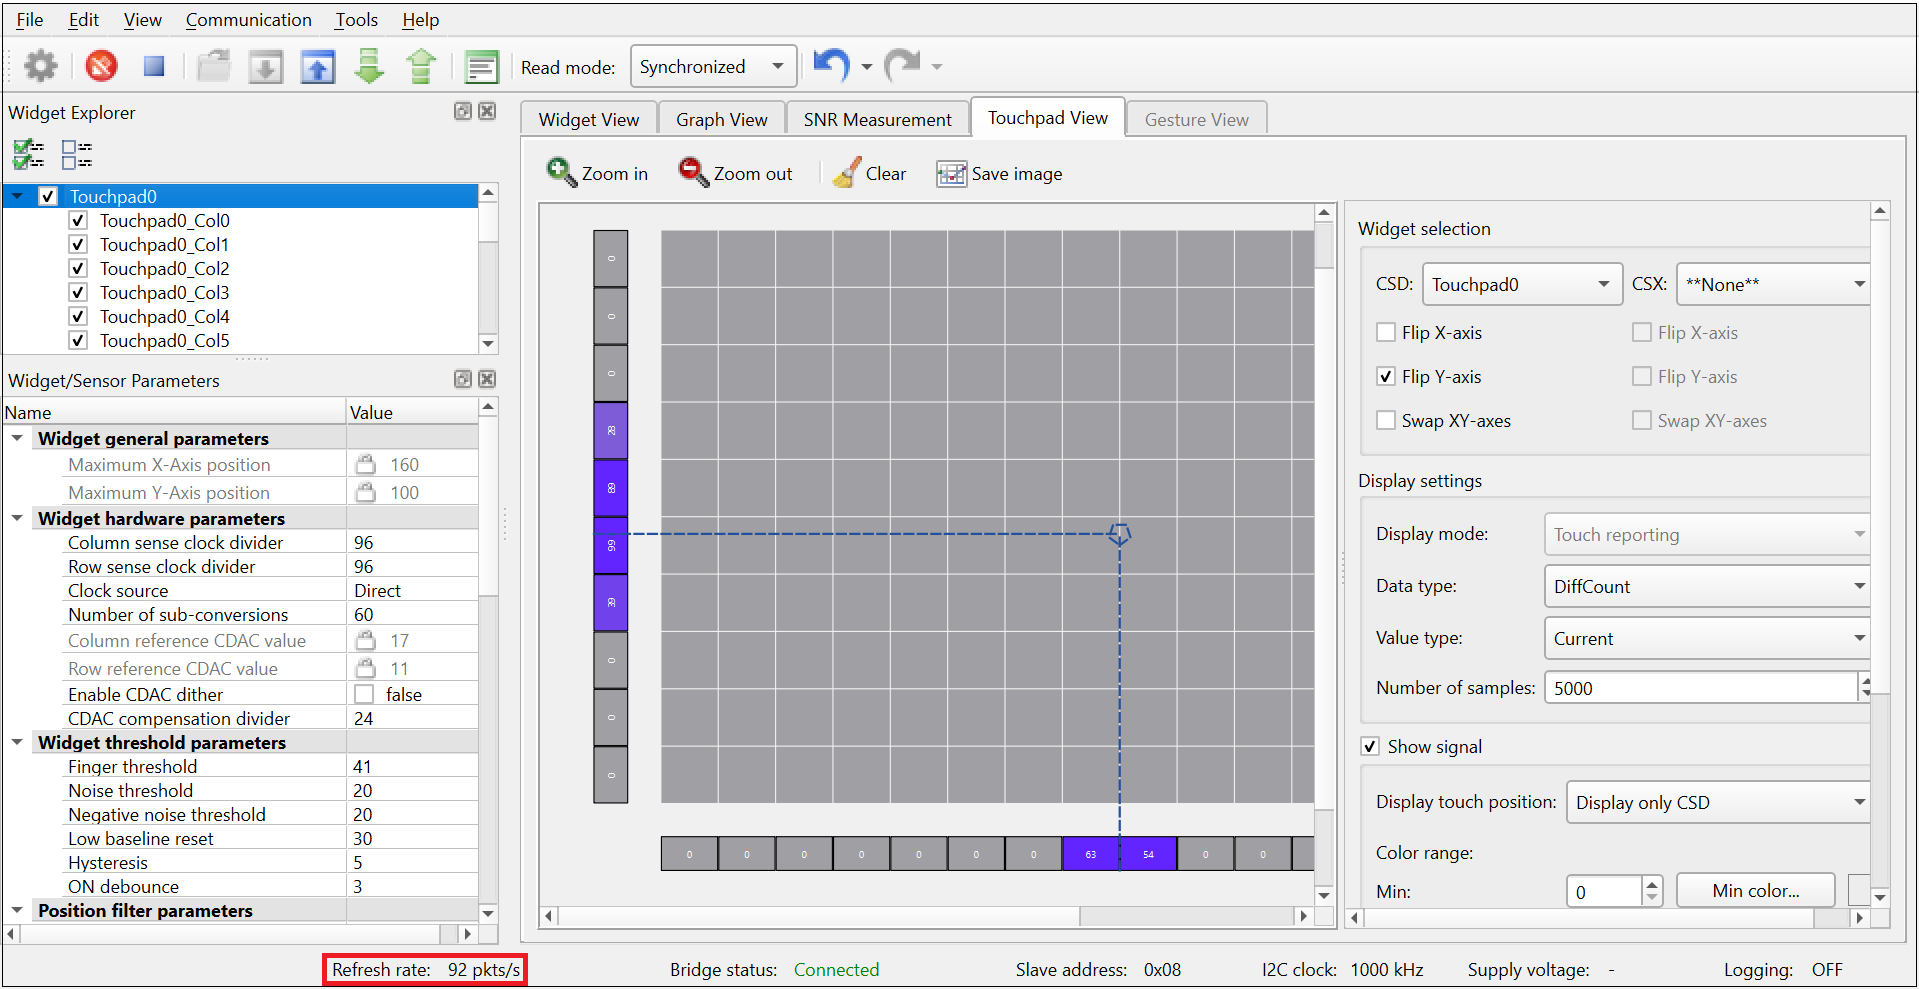 File Edit View Communication Tools Help
Read mode: Synchronized
Widget Explorer
Touchpad0
Touchpad0_Col0
Touchpad0_Col1
Touchpad0_Col2
Touchpad0_Col3
Touchpad0_Col4
Touchpad0_Col5
Widget/Sensor Parameters
Name Value
Widget general parameters
Maximum X-Axis position 160
Maximum Y-Axis position 100
Widget hardware parameters
Column sense clock divider 96
Row sense clock divider 96
Clock source Direct
Number of sub-conversions 60
Column reference CDAC value 17
Row reference CDAC value 11
Enable CDAC dither false
CDAC compensation divider 24
Widget threshold parameters
Finger threshold 41
Noise threshold 20
Negative noise threshold 20
Low baseline reset 30
Hysteresis 5
ON debounce 3
Position filter parameters
Widget View Graph View SNR Measurement Touchpad View Gesture View
Zoom in Zoom out Clear Save image
0
0
0
0
0
0
0 0 0 0 0 0 0 63 54 0 0
Widget selection
CSD: Touchpad0 CSX: **None**
Flip X-axis Flip X-axis
Flip Y-axis Flip Y-axis
Swap XY-axes Swap XY-axes
Display settings
Display mode: Touch reporting
Data type: DiffCount
Value type: Current
Number of samples: 5000
Show signal
Display touch position: Display only CSD
Color range:
Min: 0 Min color...
Refresh rate: 92 pkts/s Bridge status: Connected Slave address: 0x08 I2C clock: 1000 kHz Supply voltage: - Logging: OFF